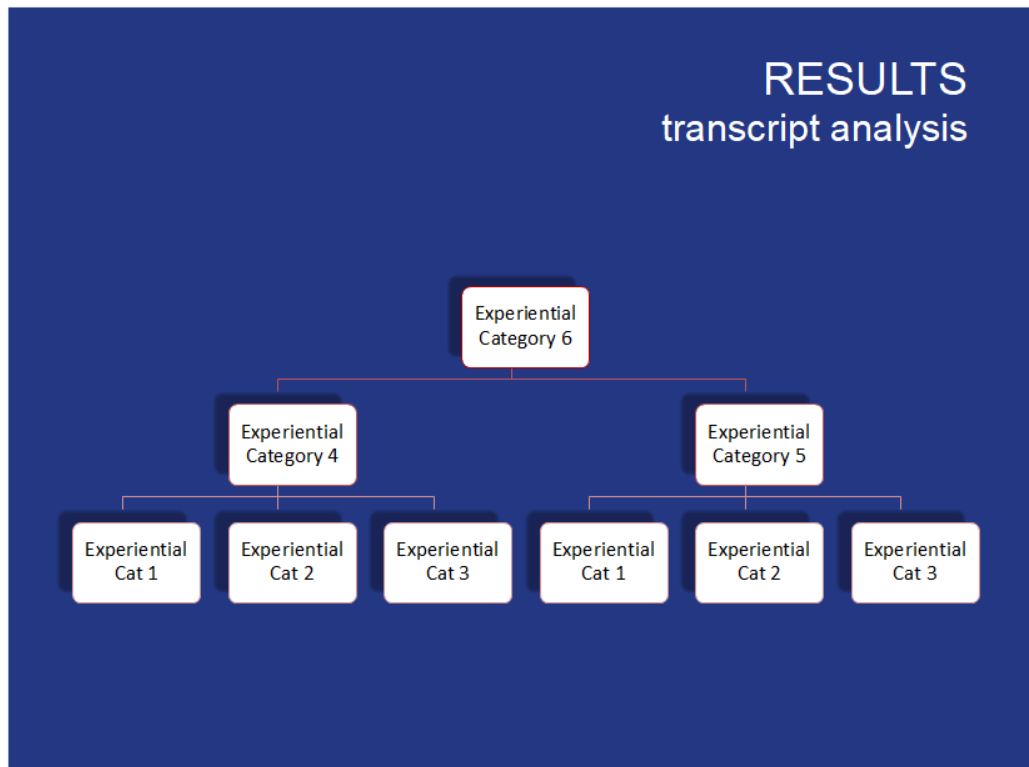 RESULTS
transcript analysis
Experiential
Category 6
Experiential
Category 4
Experiential
Category 5
Experiential
Cat 1
Experiential
Cat 2
Experiential
Cat 3
Experiential
Cat 1
Experiential
Cat 2
Experiential
Cat 3